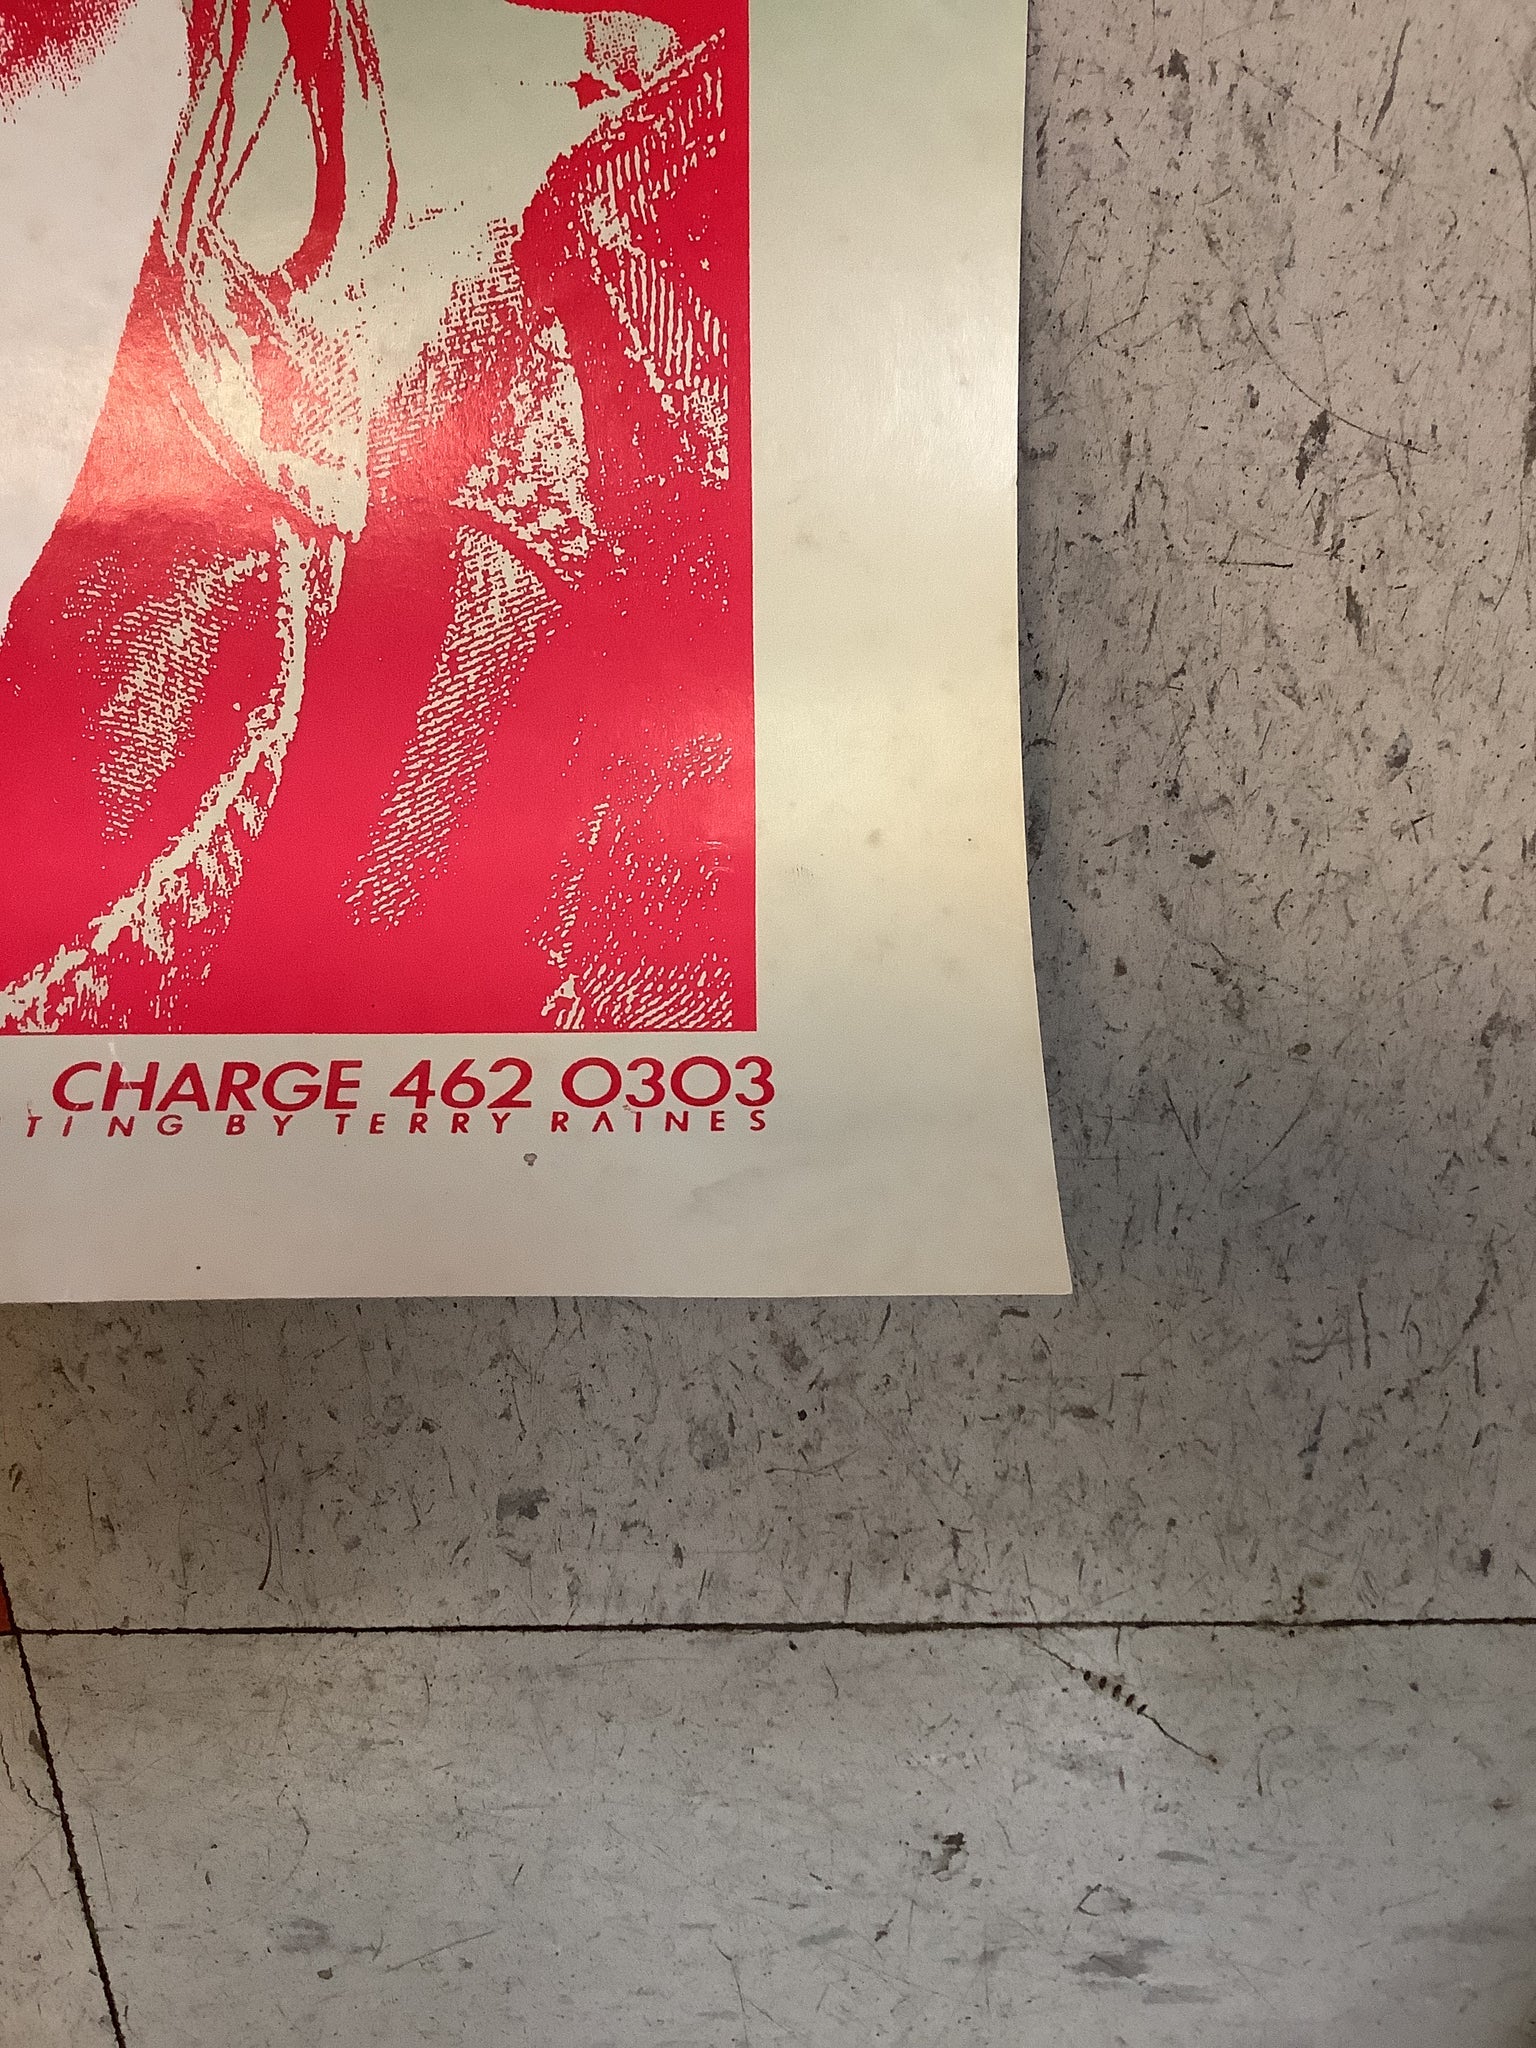 CHARGE 462 0303
TING BY TERRY RAINES